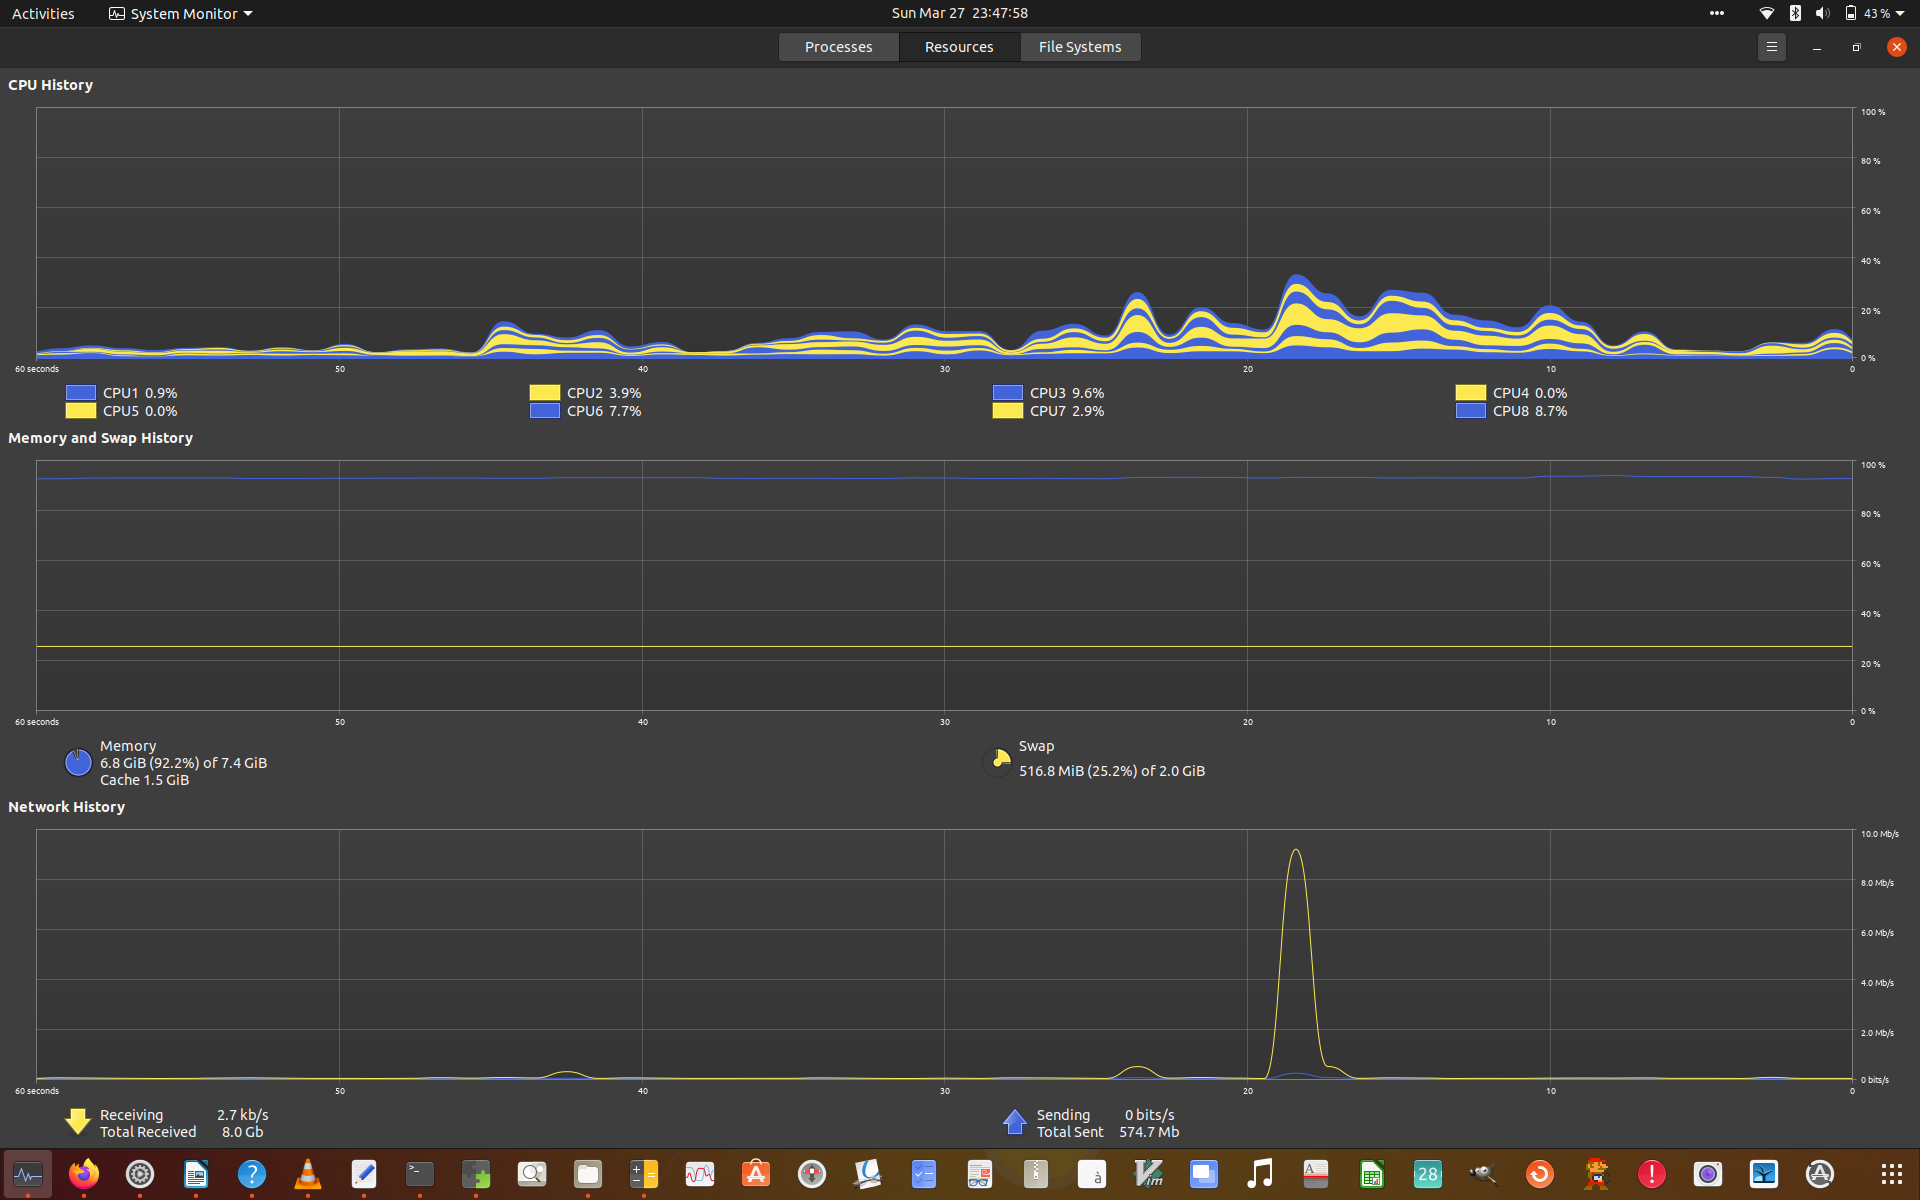 Activities System Monitor Sun Mar 27 23:47:58 43 %
Processes Resources File Systems
CPU History
100 %
80 %
60 %
40 %
20 %
0 %
60 seconds 50 40 30 20 10 0
CPU1 0.9% CPU2 3.9% CPU3 9.6% CPU4 0.0%
CPU5 0.0% CPU6 7.7% CPU7 2.9% CPU8 8.7%
Memory and Swap History
100 %
80 %
60 %
40 %
20 %
0 %
60 seconds 50 40 30 20 10 0
Memory Swap
6.8 GiB (92.2%) of 7.4 GiB 516.8 MiB (25.2%) of 2.0 GiB
Cache 1.5 GiB
Network History
10.0 Mb/s
8.0 Mb/s
6.0 Mb/s
4.0 Mb/s
2.0 Mb/s
0 bits/s
60 seconds 50 40 30 20 10 0
Receiving 2.7 kb/s Sending 0 bits/s
Total Received 8.0 Gb Total Sent 574.7 Mb
? >_ à Vim A 28 !